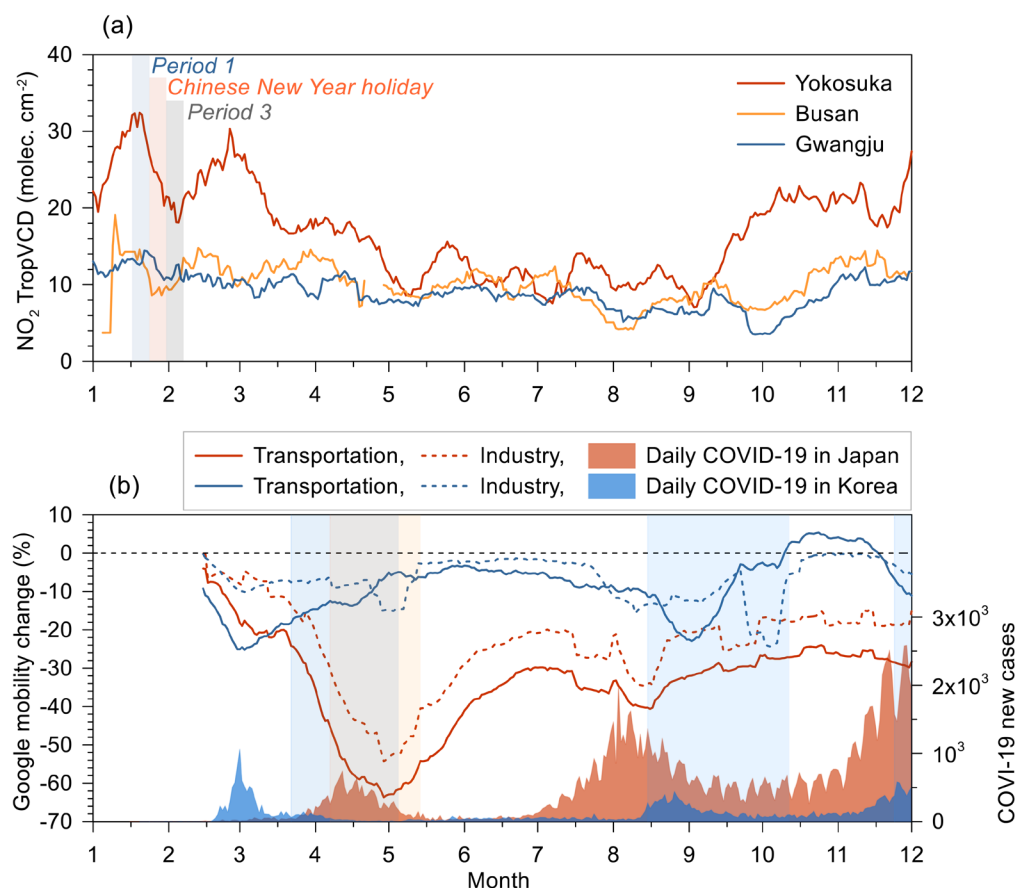 (a)
NO2 TropVCD (molec. cm-2)
40
30
20
10
0
Period 1
Chinese New Year holiday
Period 3
Yokosuka
Busan
Gwangju
1 2 3 4 5 6 7 8 9 10 11 12
(b)
Transportation, Industry, Daily COVID-19 in Japan
Transportation, Industry, Daily COVID-19 in Korea
Google mobility change (%)
10
0
-10
-20
-30
-40
-50
-60
-70
3x10³
2x10³
10³
0
COVI-19 new cases
1 2 3 4 5 6 7 8 9 10 11 12
Month